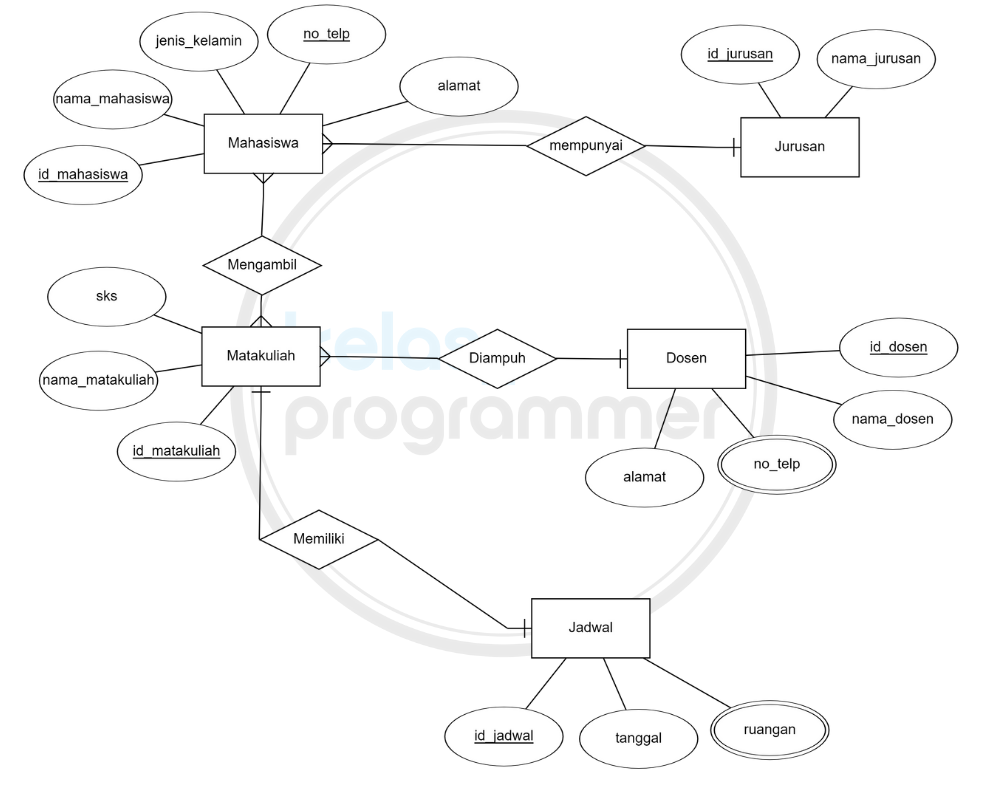 no_telp
jenis_kelamin
alamat
nama_mahasiswa
id_mahasiswa
Mahasiswa
mempunyai
id_jurusan
nama_jurusan
Jurusan
Mengambil
sks
nama_matakuliah
id_matakuliah
Matakuliah
Diampuh
Dosen
id_dosen
nama_dosen
no_telp
alamat
kelas
programmer
Memiliki
Jadwal
id_jadwal
tanggal
ruangan